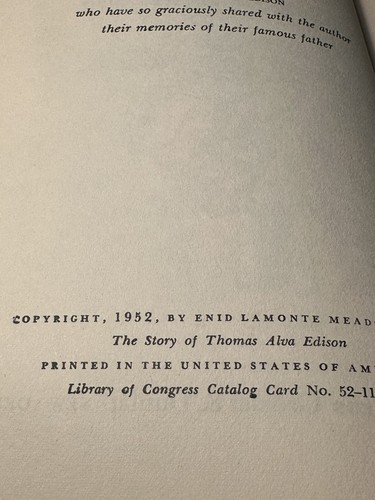 who have so graciously shared with the author
their memories of their famous father
COPYRIGHT, 1952, BY ENID LAMONTE MEAD
The Story of Thomas Alva Edison
PRINTED IN THE UNITED STATES OF AM
Library of Congress Catalog Card No. 52-11